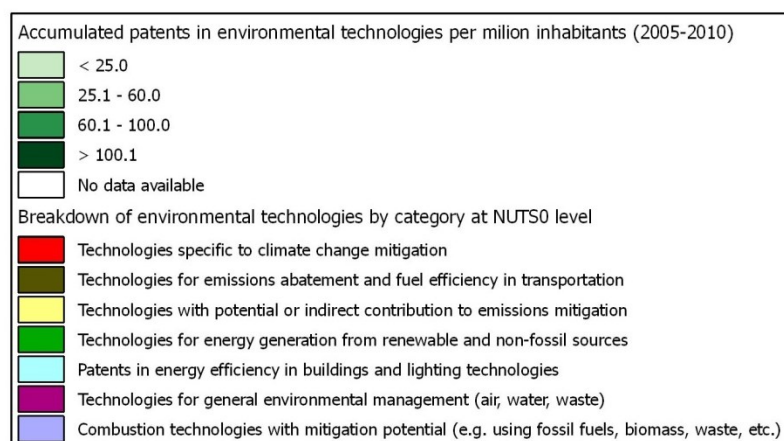 Accumulated patents in environmental technologies per milion inhabitants (2005-2010)
< 25.0
25.1 - 60.0
60.1 - 100.0
> 100.1
No data available
Breakdown of environmental technologies by category at NUTS0 level
Technologies specific to climate change mitigation
Technologies for emissions abatement and fuel efficiency in transportation
Technologies with potential or indirect contribution to emissions mitigation
Technologies for energy generation from renewable and non-fossil sources
Patents in energy efficiency in buildings and lighting technologies
Technologies for general environmental management (air, water, waste)
Combustion technologies with mitigation potential (e.g. using fossil fuels, biomass, waste, etc.)